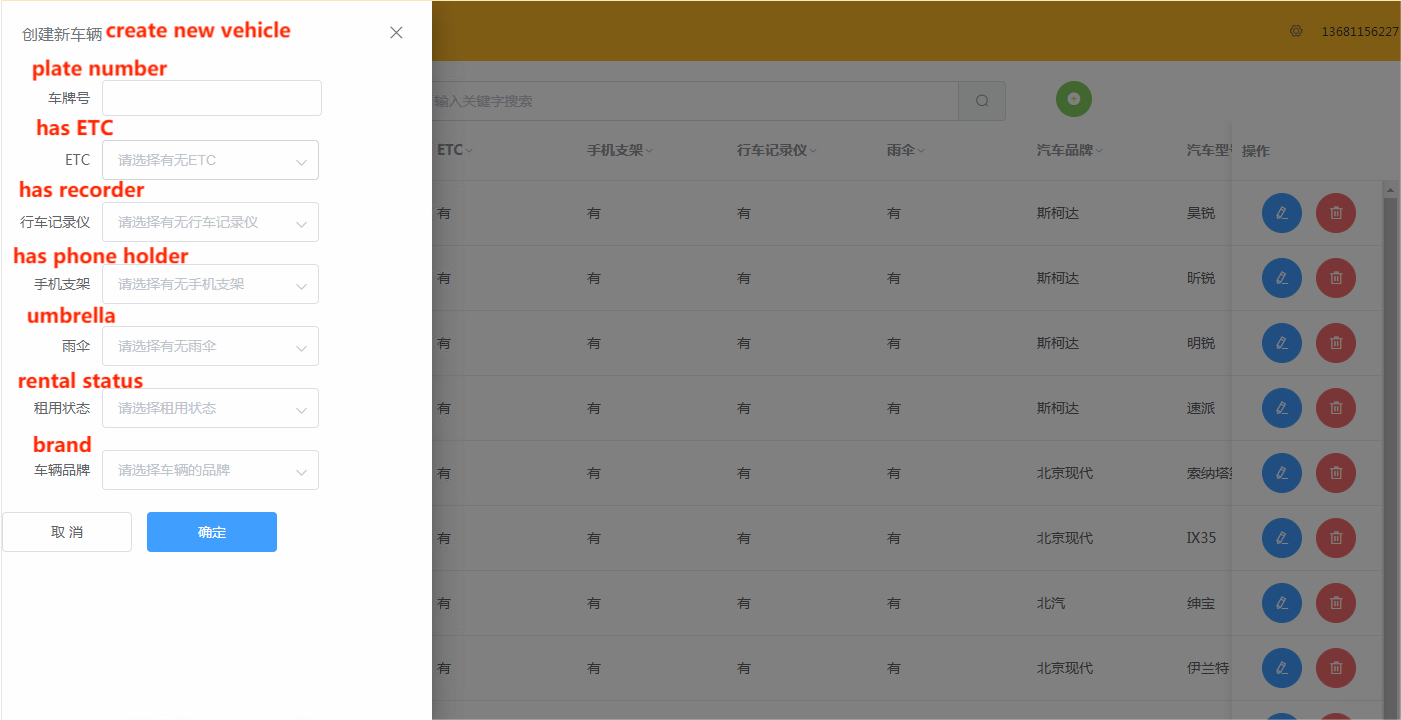 创建新车辆 create new vehicle
13681156227
plate number
车牌号
输入关键字搜索
has ETC
ETC 请选择有无ETC
has recorder
行车记录仪 请选择有无行车记录仪
has phone holder
手机支架 请选择有无手机支架
umbrella
雨伞 请选择有无雨伞
rental status
租用状态 请选择租用状态
brand
车辆品牌 请选择车辆的品牌
取 消 确定
ETC 手机支架 行车记录仪 雨伞 汽车品牌 汽车型 操作
有 有 有 有 斯柯达 昊锐
有 有 有 有 斯柯达 昕锐
有 有 有 有 斯柯达 明锐
有 有 有 有 斯柯达 速派
有 有 有 有 北京现代 索纳塔
有 有 有 有 北京现代 IX35
有 有 有 有 北汽 绅宝
有 有 有 有 北京现代 伊兰特